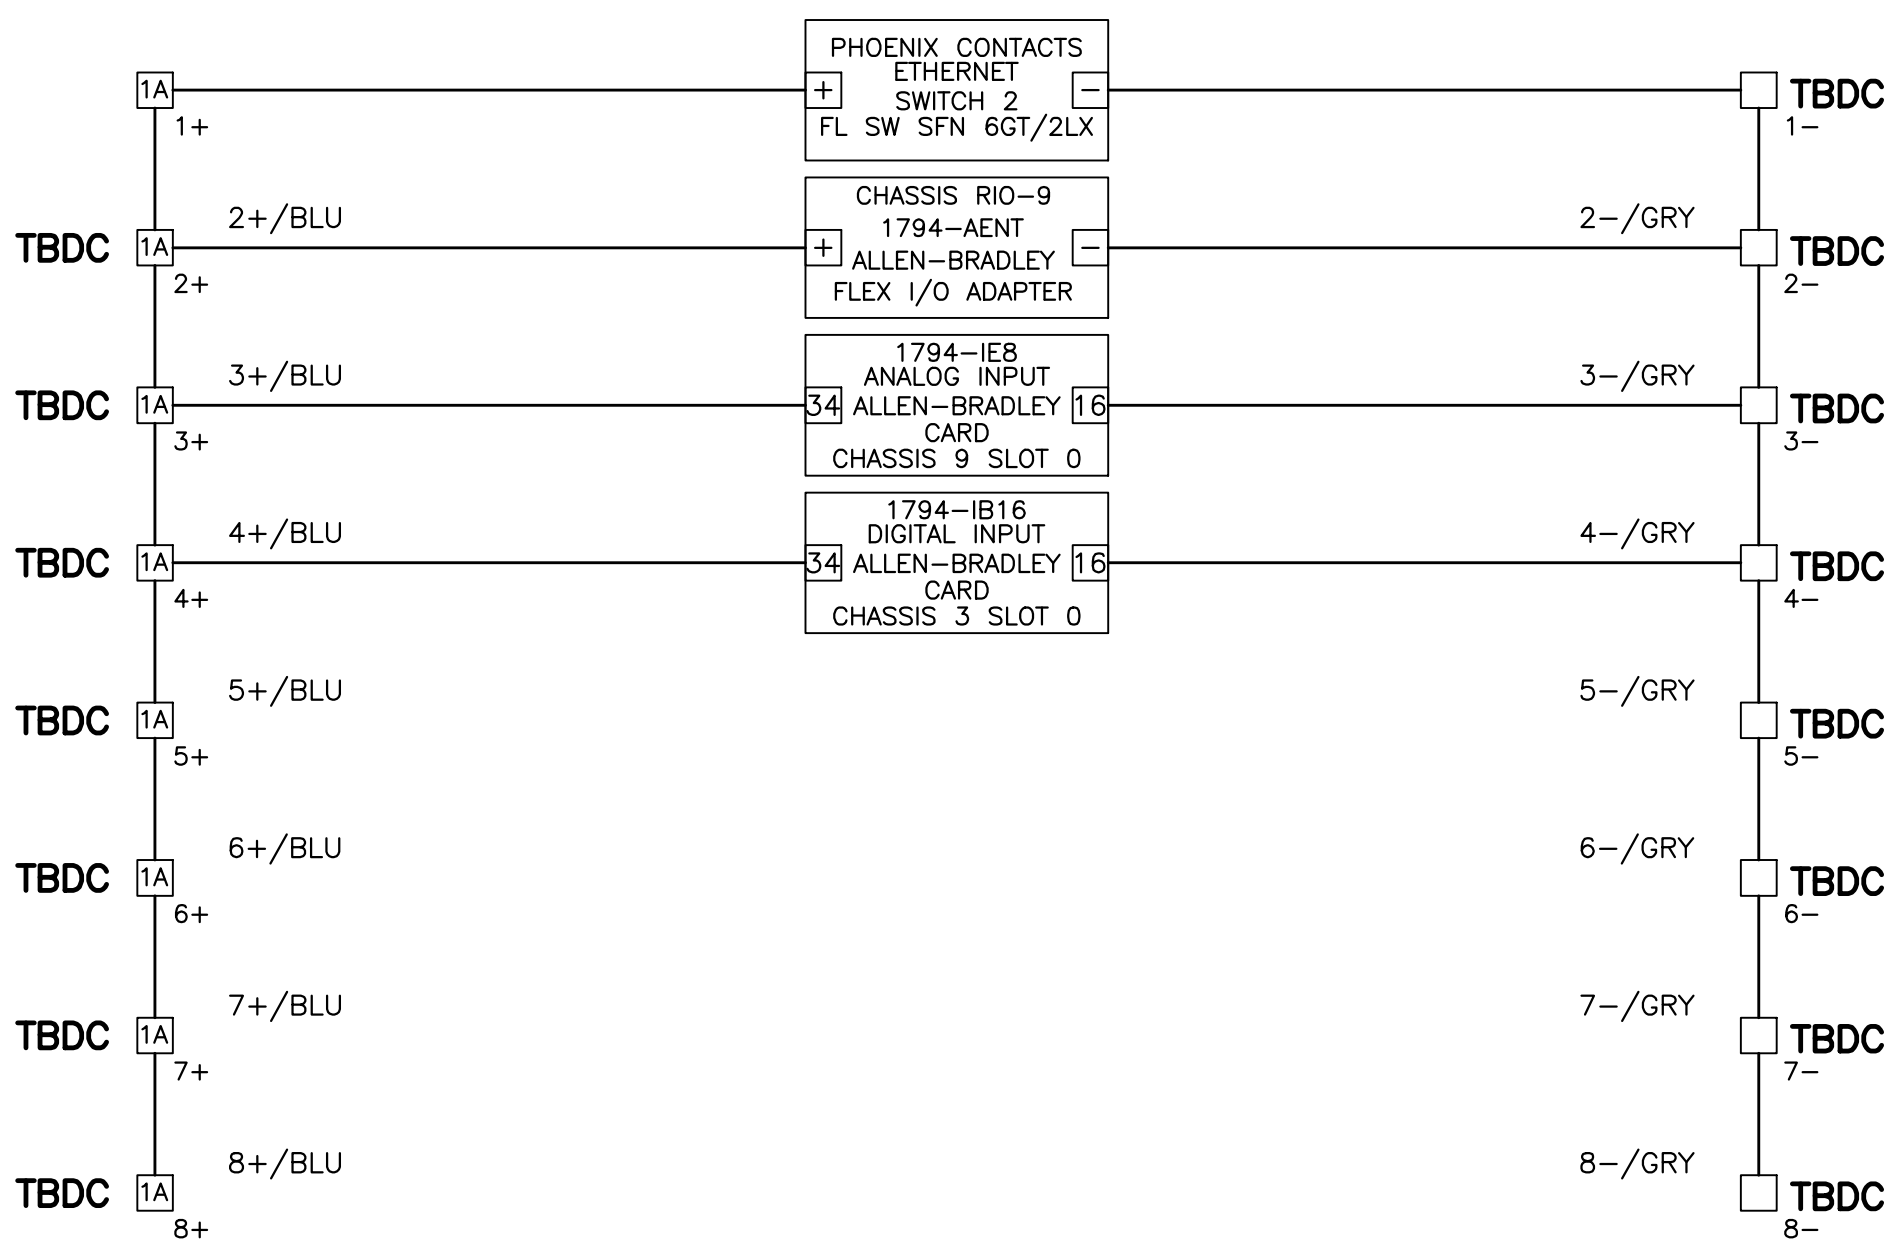 PHOENIX CONTACTS
ETHERNET
1A + SWITCH 2 − TBDC
1+ FL SW SFN 6GT/2LX 1−
CHASSIS RIO−9
2+/BLU 1794−AENT 2−/GRY
TBDC 1A + ALLEN−BRADLEY − TBDC
2+ FLEX I/O ADAPTER 2−
1794−IE8
3+/BLU ANALOG INPUT 3−/GRY
TBDC 1A 34 ALLEN−BRADLEY 16 TBDC
3+ CARD 3−
CHASSIS 9 SLOT 0
1794−IB16
4+/BLU DIGITAL INPUT 4−/GRY
TBDC 1A 34 ALLEN−BRADLEY 16 TBDC
4+ CARD 4−
CHASSIS 3 SLOT 0
5+/BLU 5−/GRY
TBDC 1A TBDC
5+ 5−
6+/BLU 6−/GRY
TBDC 1A TBDC
6+ 6−
7+/BLU 7−/GRY
TBDC 1A TBDC
7+ 7−
8+/BLU 8−/GRY
TBDC 1A TBDC
8+ 8−